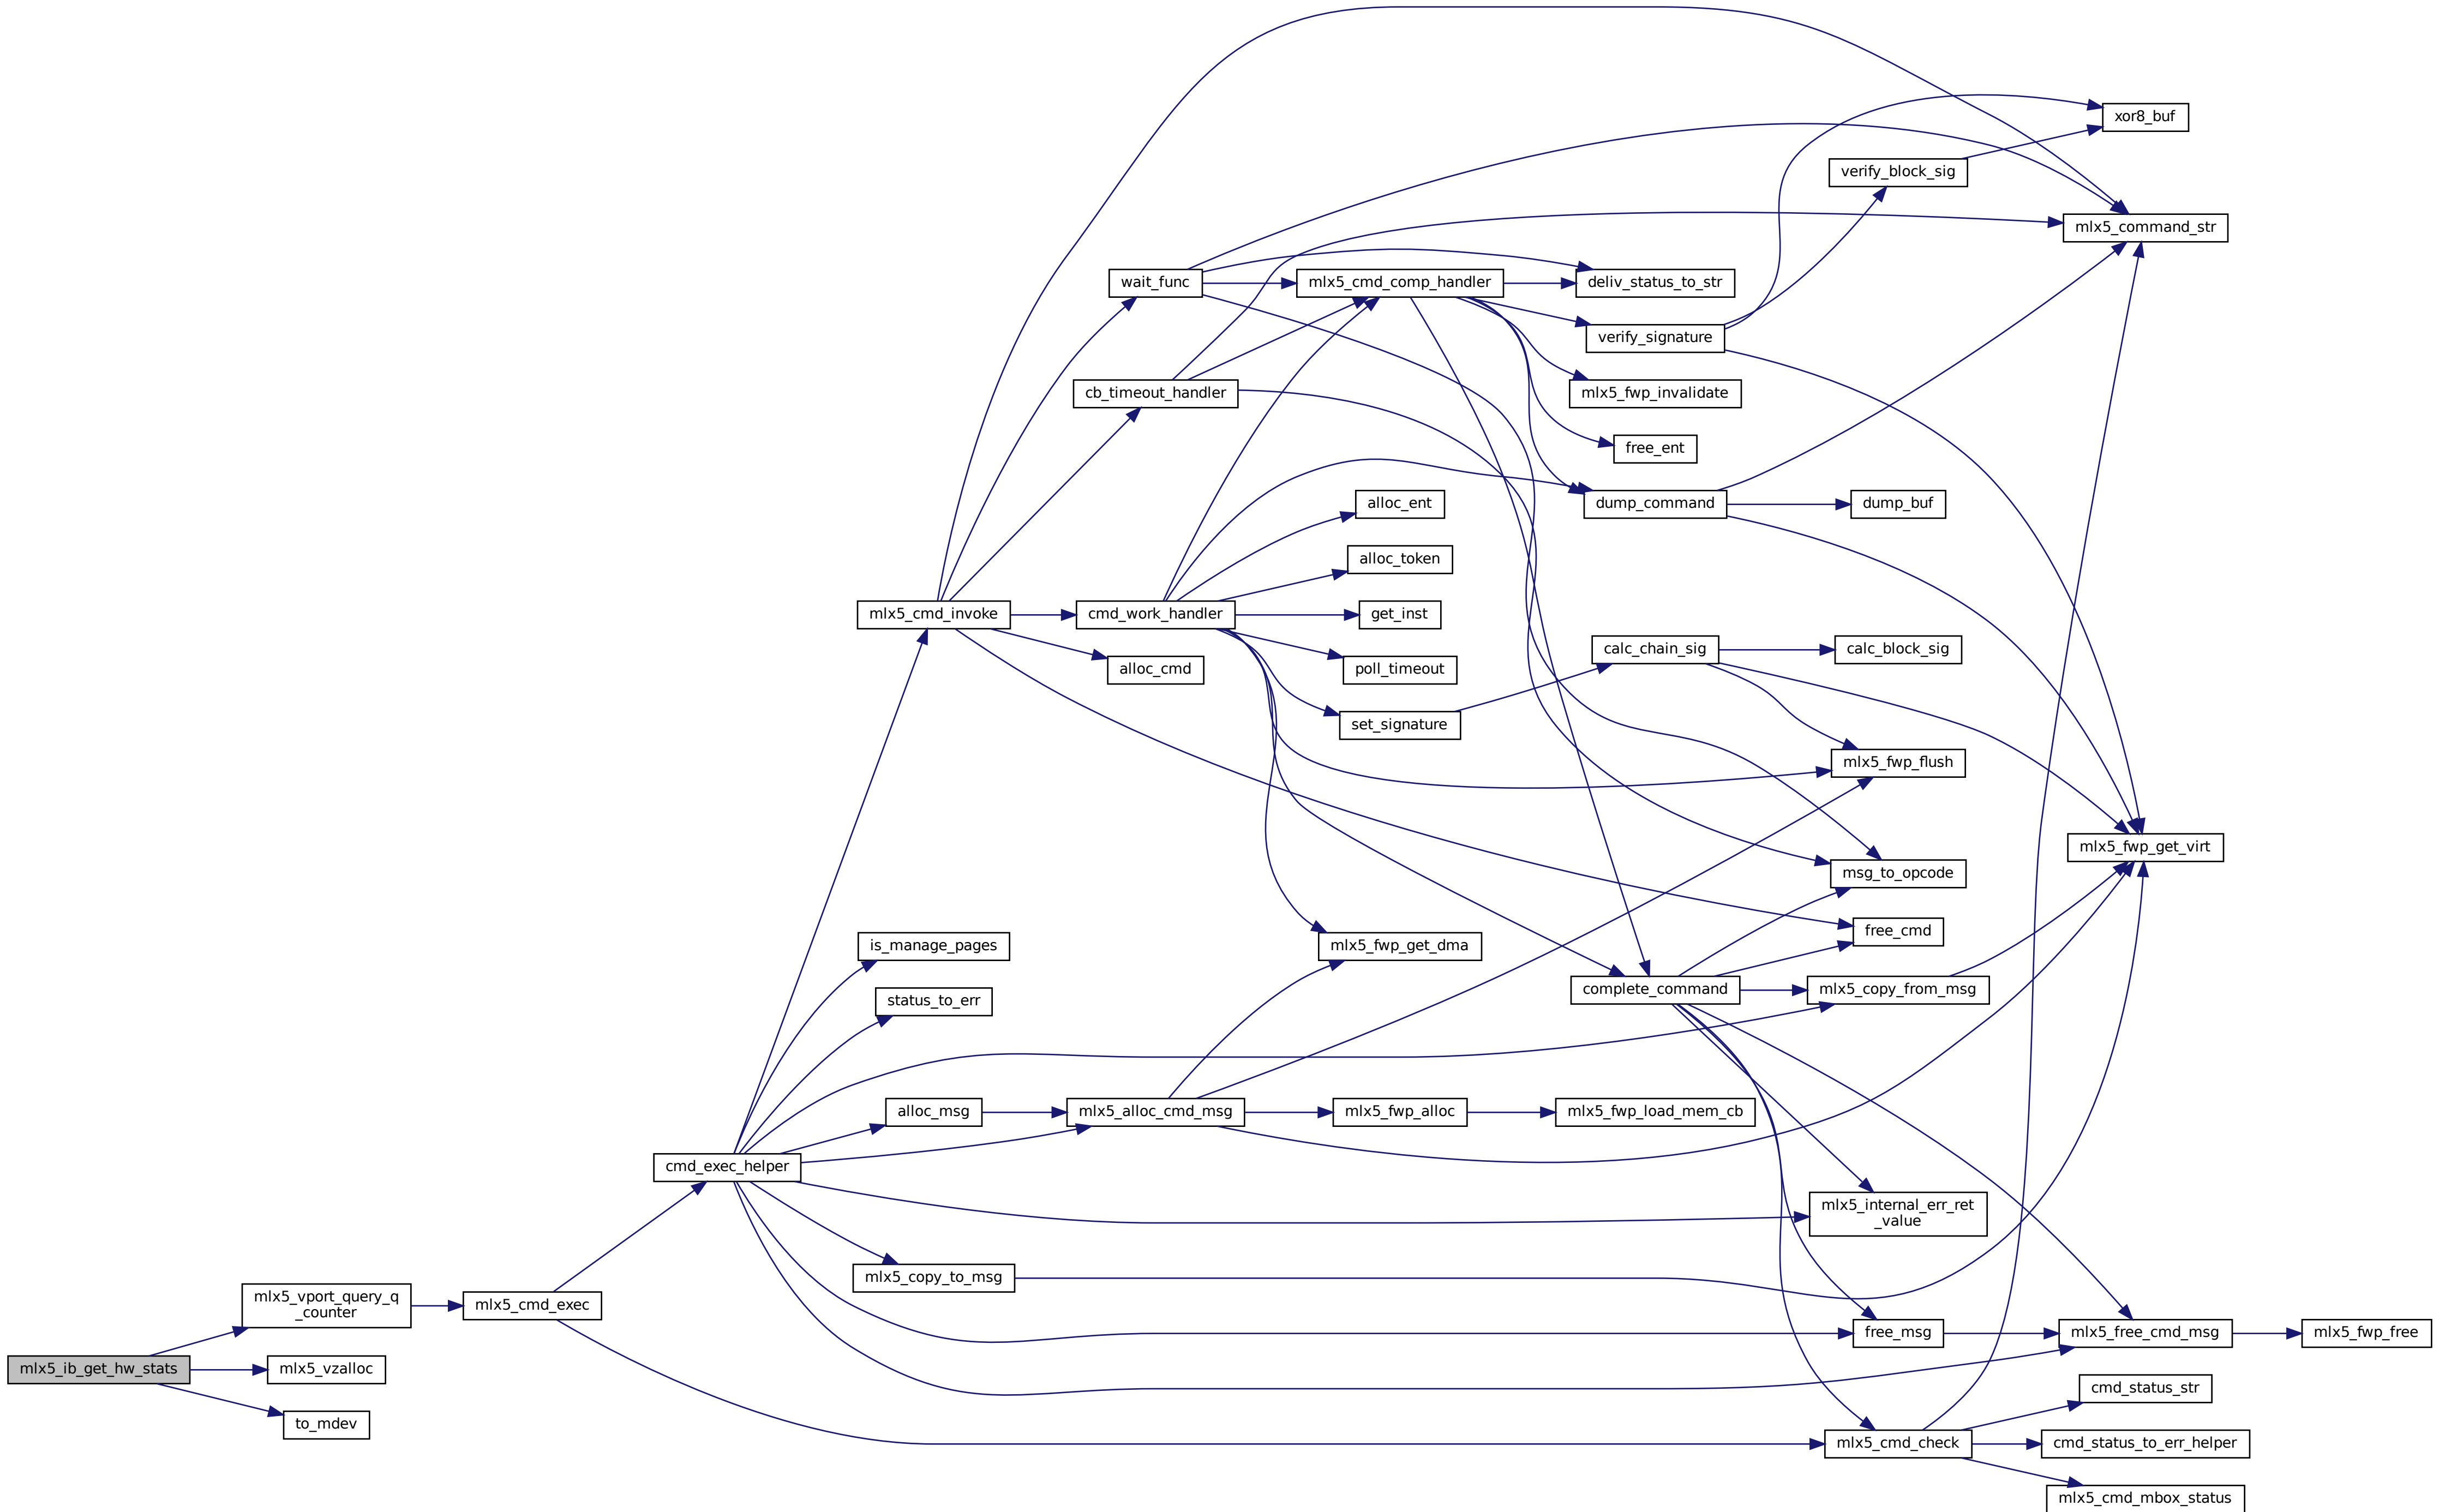 xor8_buf
verify_block_sig
mlx5_command_str
wait_func
mlx5_cmd_comp_handler
deliv_status_to_str
verify_signature
cb_timeout_handler
mlx5_fwp_invalidate
free_ent
alloc_ent
dump_command
dump_buf
alloc_token
mlx5_cmd_invoke
cmd_work_handler
get_inst
calc_chain_sig
calc_block_sig
alloc_cmd
poll_timeout
set_signature
mlx5_fwp_flush
mlx5_fwp_get_virt
msg_to_opcode
free_cmd
is_manage_pages
mlx5_fwp_get_dma
status_to_err
complete_command
mlx5_copy_from_msg
alloc_msg
mlx5_alloc_cmd_msg
mlx5_fwp_alloc
mlx5_fwp_load_mem_cb
cmd_exec_helper
mlx5_internal_err_ret
_value
mlx5_copy_to_msg
mlx5_vport_query_q
_counter
mlx5_cmd_exec
free_msg
mlx5_free_cmd_msg
mlx5_fwp_free
mlx5_ib_get_hw_stats
mlx5_vzalloc
cmd_status_str
to_mdev
mlx5_cmd_check
cmd_status_to_err_helper
mlx5_cmd_mbox_status